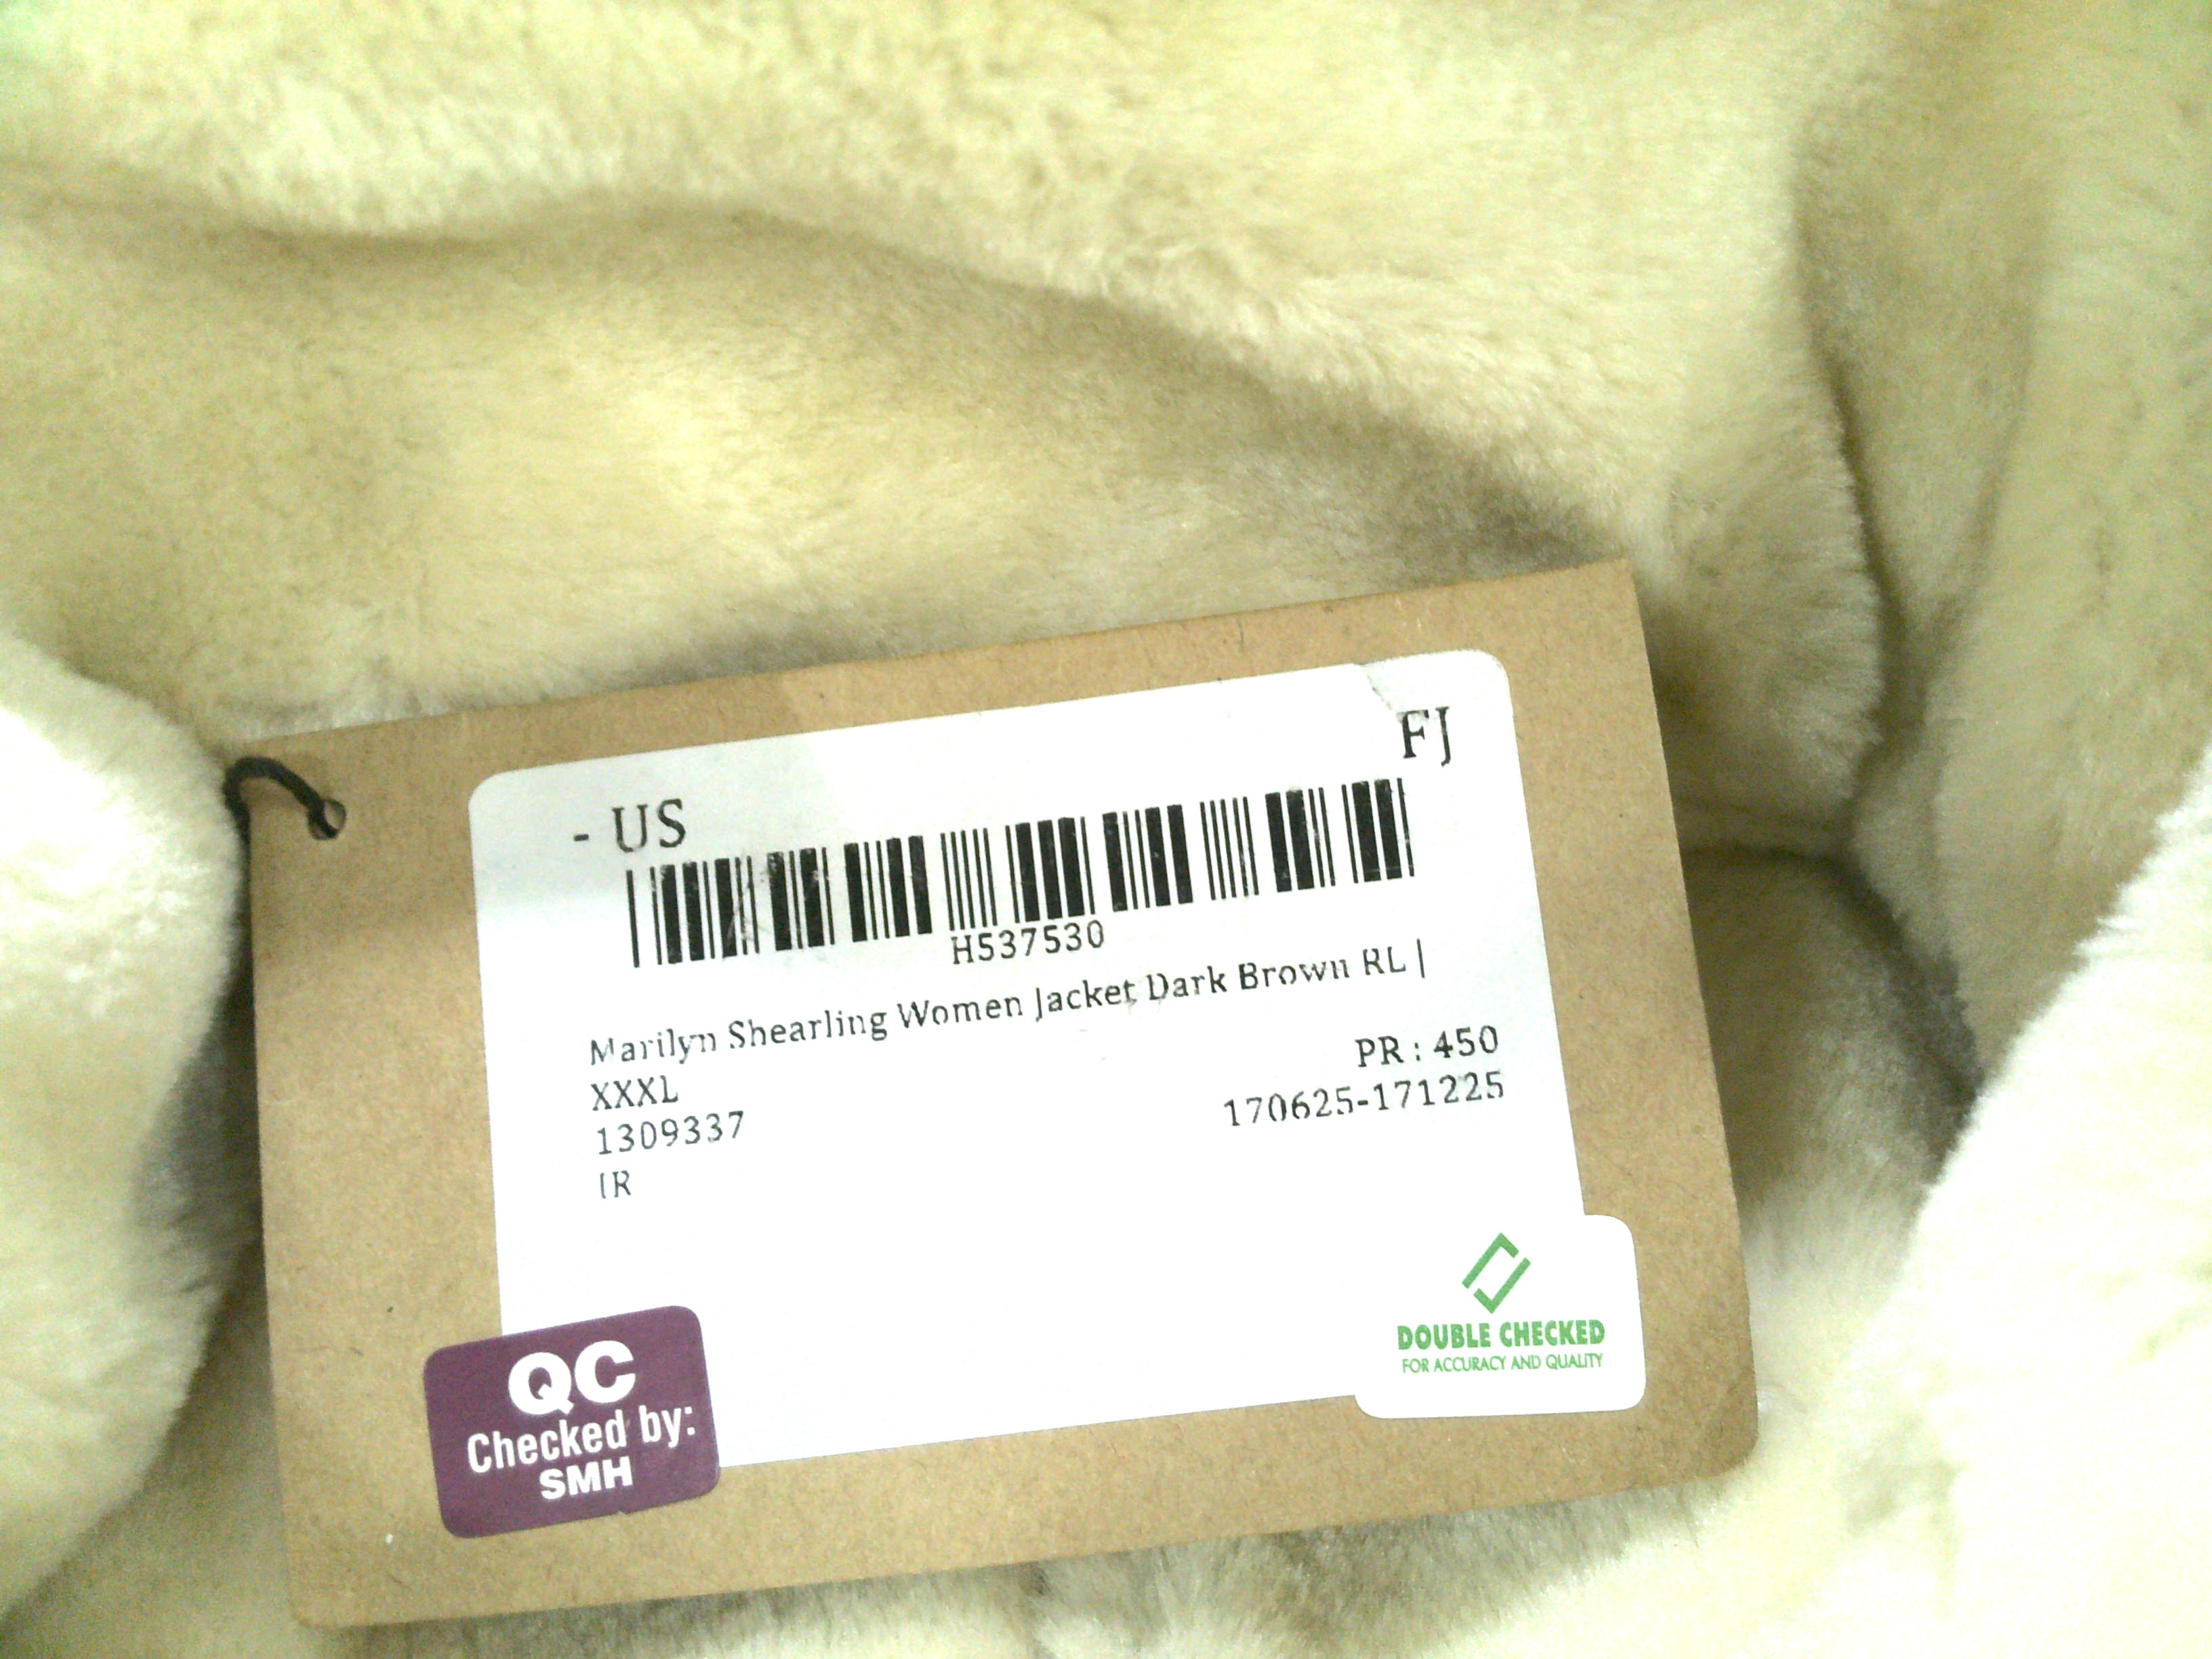 FJ
- US
H537530
Marilyn Shearling Women Jacket Dark Brown RL |
XXXL
PR : 450
1309337
170625-171225
IR
QC
Checked by:
SMH
DOUBLE CHECKED
FOR ACCURACY AND QUALITY